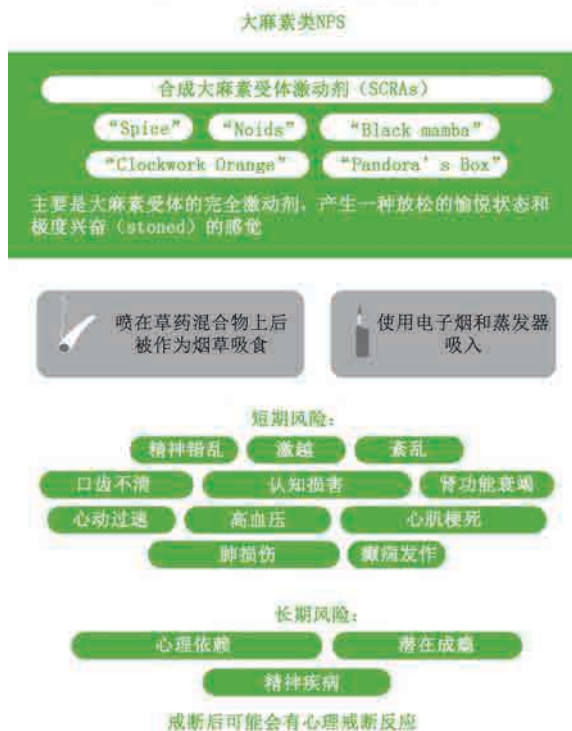 大麻素类NPS
合成大麻素受体激动剂（SCRAs）
“Spice” “Noids” “Black mamba”
“Clockwork Orange” “Pandora’s Box”
主要是大麻素受体的完全激动剂，产生一种放松的愉悦状态和
极度兴奋（stoned）的感觉
喷在草药混合物上后
被作为烟草吸食
使用电子烟和蒸发器
吸入
短期风险：
精神错乱 激越 紊乱
口齿不清 认知损害 肾功能衰竭
心动过速 高血压 心肌梗死
肺损伤 癫痫发作
长期风险：
心理依赖 潜在成瘾
精神疾病
戒断后可能会有心理戒断反应